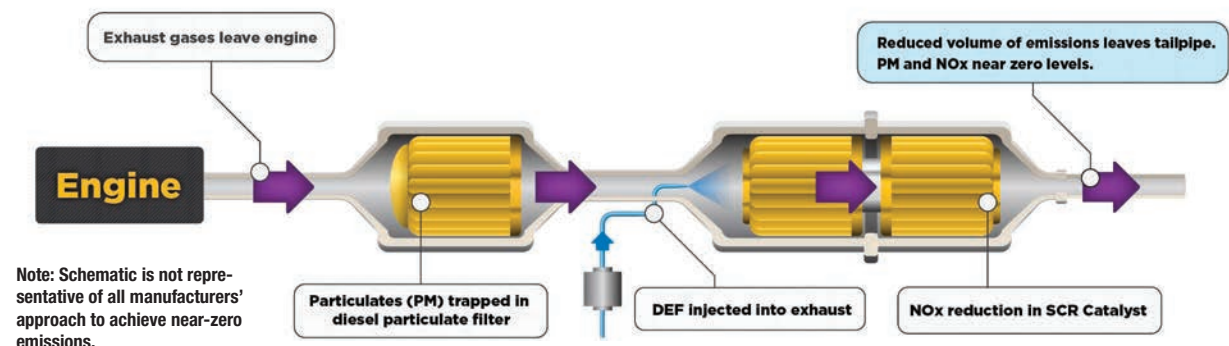 Exhaust gases leave engine
Reduced volume of emissions leaves tailpipe.
PM and NOx near zero levels.
Engine
Note: Schematic is not repre-
sentative of all manufacturers’
approach to achieve near-zero
emissions.
Particulates (PM) trapped in
diesel particulate filter
DEF injected into exhaust
NOx reduction in SCR Catalyst